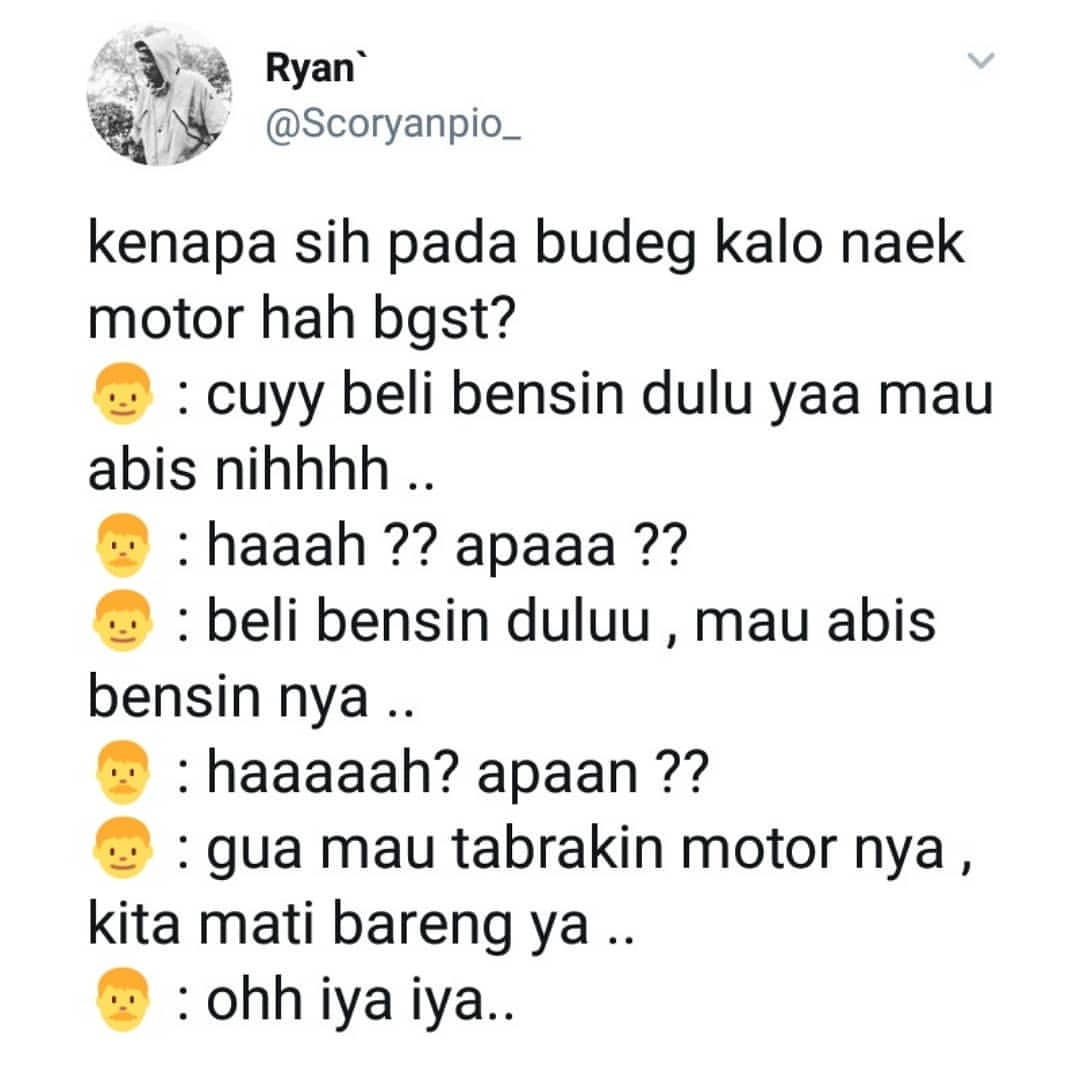 Ryan`
@Scoryanpio_
kenapa sih pada budeg kalo naek
motor hah bgst?
👦 : cuyy beli bensin dulu yaa mau
abis nihhhh ..
👨 : haaah ?? apaaa ??
👦 : beli bensin duluu , mau abis
bensin nya ..
👨 : haaaaah? apaan ??
👦 : gua mau tabrakin motor nya ,
kita mati bareng ya ..
👨 : ohh iya iya..